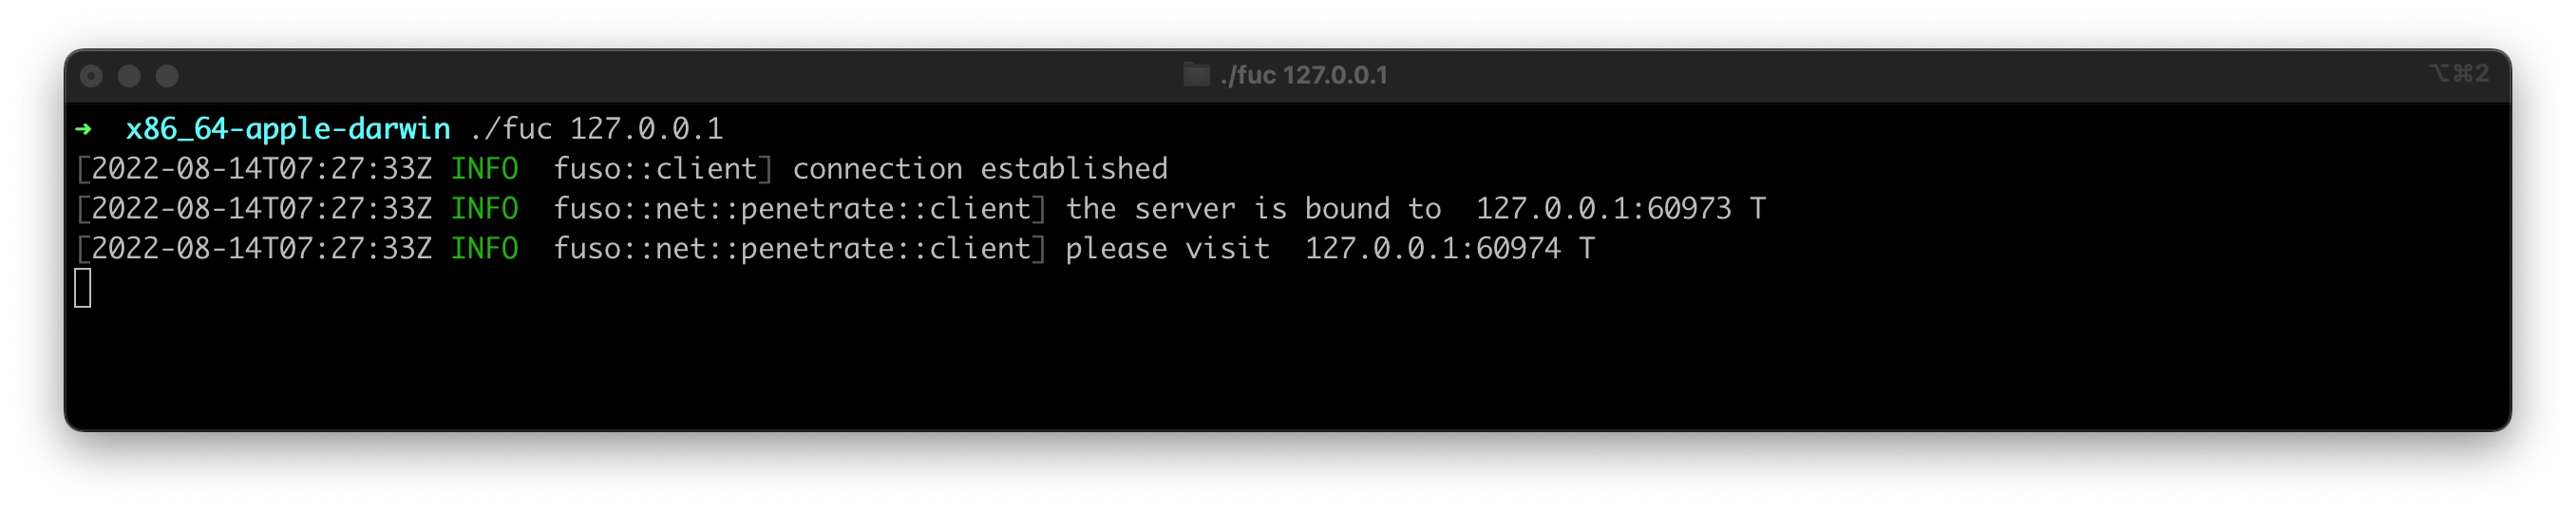 ./fuc 127.0.0.1
⌥⌘2
➜  x86_64-apple-darwin ./fuc 127.0.0.1
[2022-08-14T07:27:33Z INFO  fuso::client] connection established
[2022-08-14T07:27:33Z INFO  fuso::net::penetrate::client] the server is bound to  127.0.0.1:60973 T
[2022-08-14T07:27:33Z INFO  fuso::net::penetrate::client] please visit  127.0.0.1:60974 T